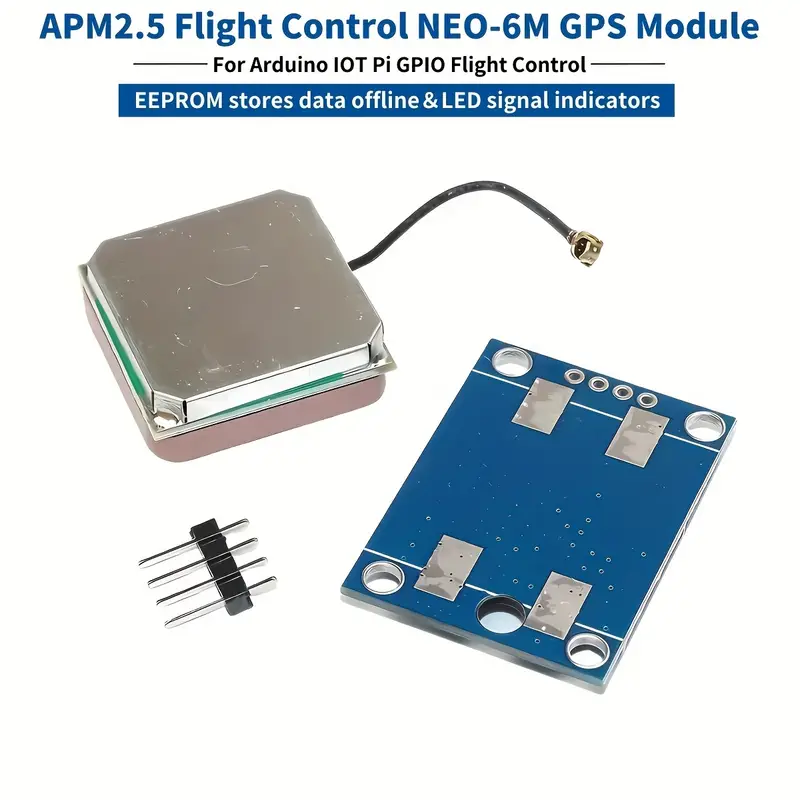 APM2.5 Flight Control NEO-6M GPS Module
For Arduino IOT Pi GPIO Flight Control
EEPROM stores data offline & LED signal indicators